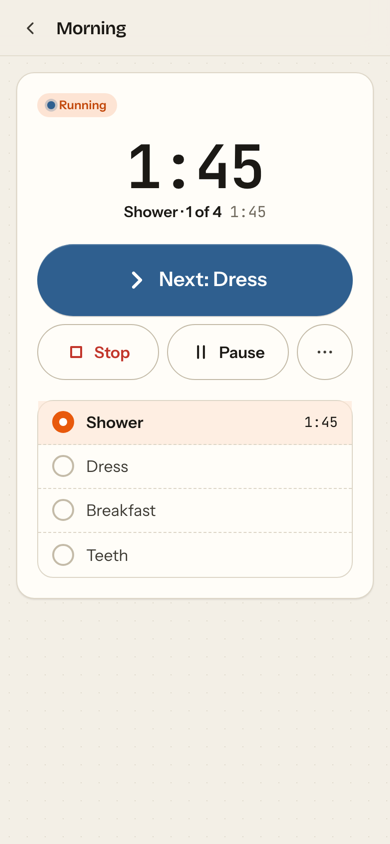 Morning
Running
1:45
Shower · 1 of 4 1:45
Next: Dress
Stop
Pause
Shower 1:45
Dress
Breakfast
Teeth